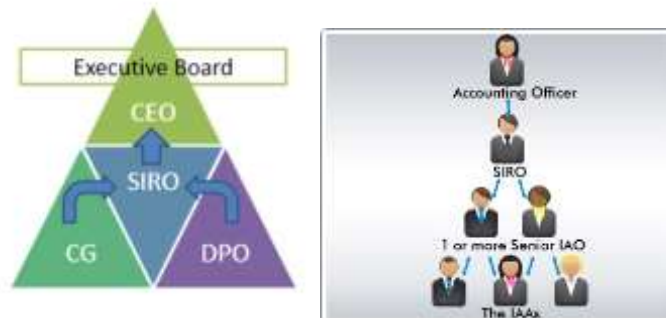 Executive Board
CEO
SIRO
CG
DPO
Accounting Officer
SIRO
1 or more Senior IAO
The IAAs